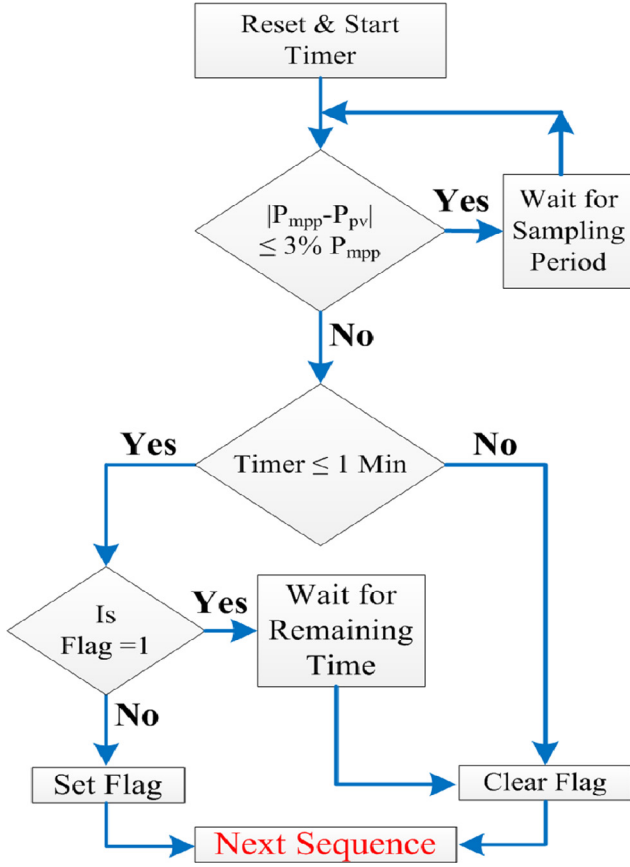 Reset & Start
Timer
|Pmpp-Ppv|
≤ 3% Pmpp
Yes
Wait for
Sampling
Period
No
Yes
No
Timer ≤ 1 Min
Is
Flag =1
Yes
Wait for
Remaining
Time
No
Set Flag
Clear Flag
Next Sequence